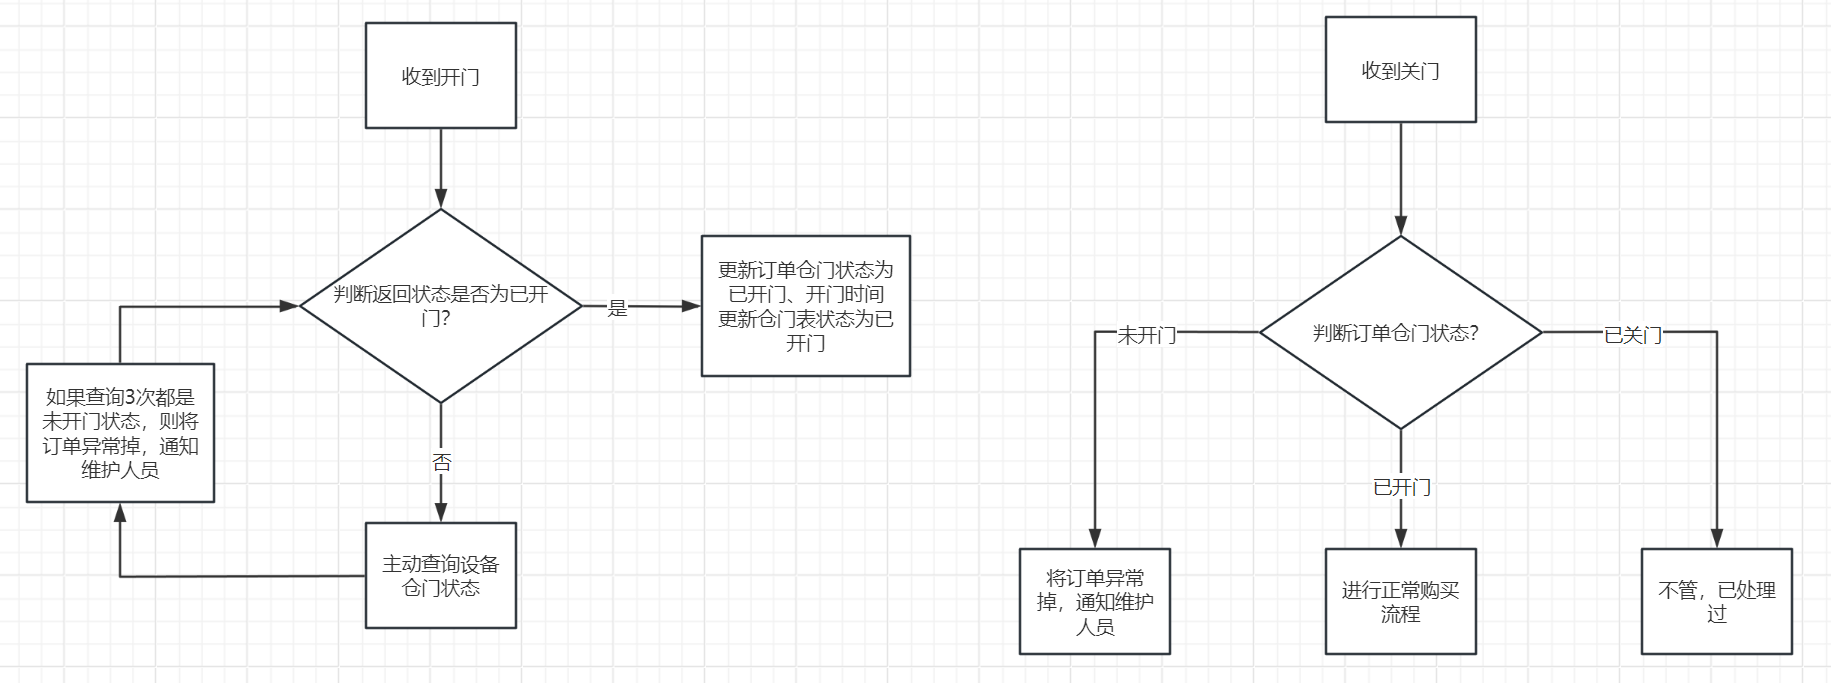 收到开门
判断返回状态是否为已开
门?
是
更新订单仓门状态为
已开门、开门时间
更新仓门表状态为已
开门
否
如果查询3次都是
未开门状态，则将
订单异常掉，通知
维护人员
主动查询设备
仓门状态
收到关门
判断订单仓门状态?
未开门
已关门
已开门
将订单异常
掉，通知维护
人员
进行正常购买
流程
不管，已处理
过